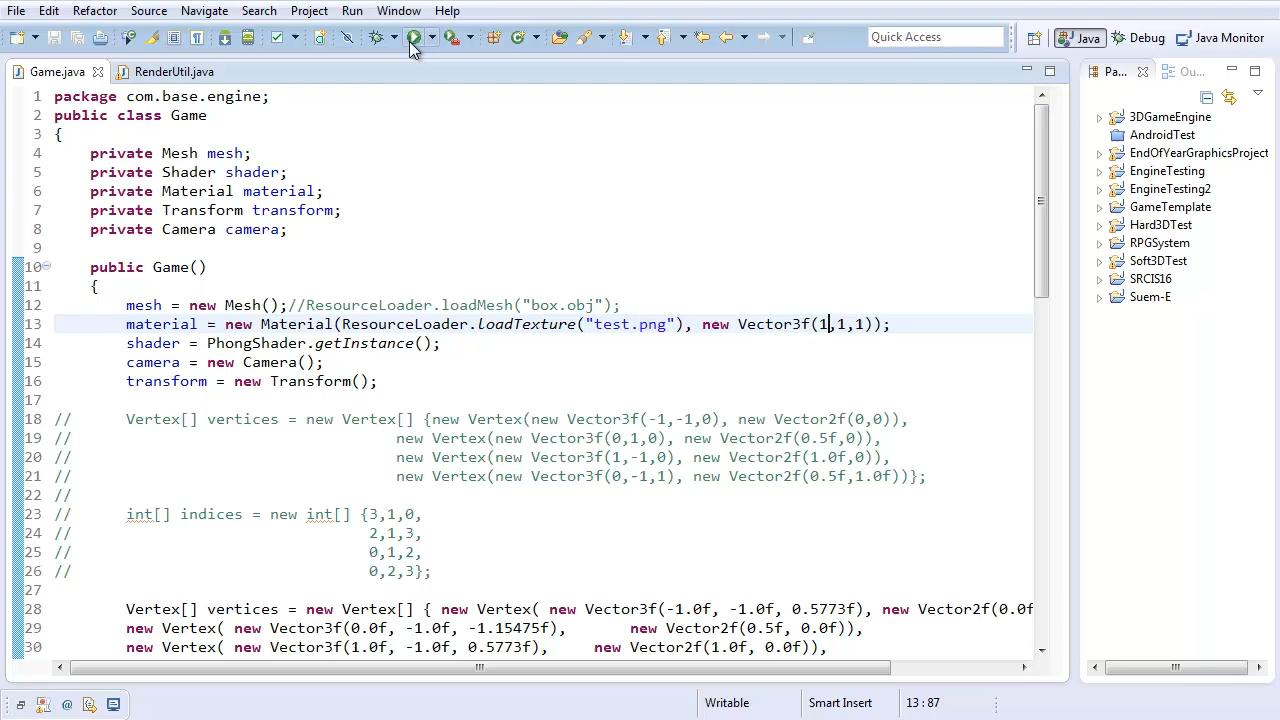 File Edit Source Refactor Source Navigate Search Project Run Window Help
Quick Access
Java
Debug
Java Monitor
Game.java
RenderUtil.java
Pa...
Ou...
1 package com.base.engine;
2 public class Game
3 {
4 private Mesh mesh;
5 private Shader shader;
6 private Material material;
7 private Transform transform;
8 private Camera camera;
9
10 public Game()
11 {
12 mesh = new Mesh();//ResourceLoader.loadMesh("box.obj");
13 material = new Material(ResourceLoader.loadTexture("test.png"), new Vector3f(1,1,1));
14 shader = PhongShader.getInstance();
15 camera = new Camera();
16 transform = new Transform();
17
18 // Vertex[] vertices = new Vertex[] {new Vertex(new Vector3f(-1,-1,0), new Vector2f(0,0)),
19 // new Vertex(new Vector3f(0,1,0), new Vector2f(0.5f,0)),
20 // new Vertex(new Vector3f(1,-1,0), new Vector2f(1.0f,0)),
21 // new Vertex(new Vector3f(0,-1,1), new Vector2f(0.5f,1.0f))};
22 //
23 // int[] indices = new int[] {3,1,0,
24 // 2,1,3,
25 // 0,1,2,
26 // 0,2,3};
27
28 Vertex[] vertices = new Vertex[] { new Vertex( new Vector3f(-1.0f, -1.0f, 0.5773f), new Vector2f(0.0f
29 new Vertex( new Vector3f(0.0f, -1.0f, -1.15475f), new Vector2f(0.5f, 0.0f)),
30 new Vertex( new Vector3f(1.0f, -1.0f, 0.5773f), new Vector2f(1.0f, 0.0f)),
3DGameEngine
AndroidTest
EndOfYearGraphicsProject
EngineTesting
EngineTesting2
GameTemplate
Hard3DTest
RPGSystem
Soft3DTest
SRCIS16
Suem-E
Writable
Smart Insert
13 : 87